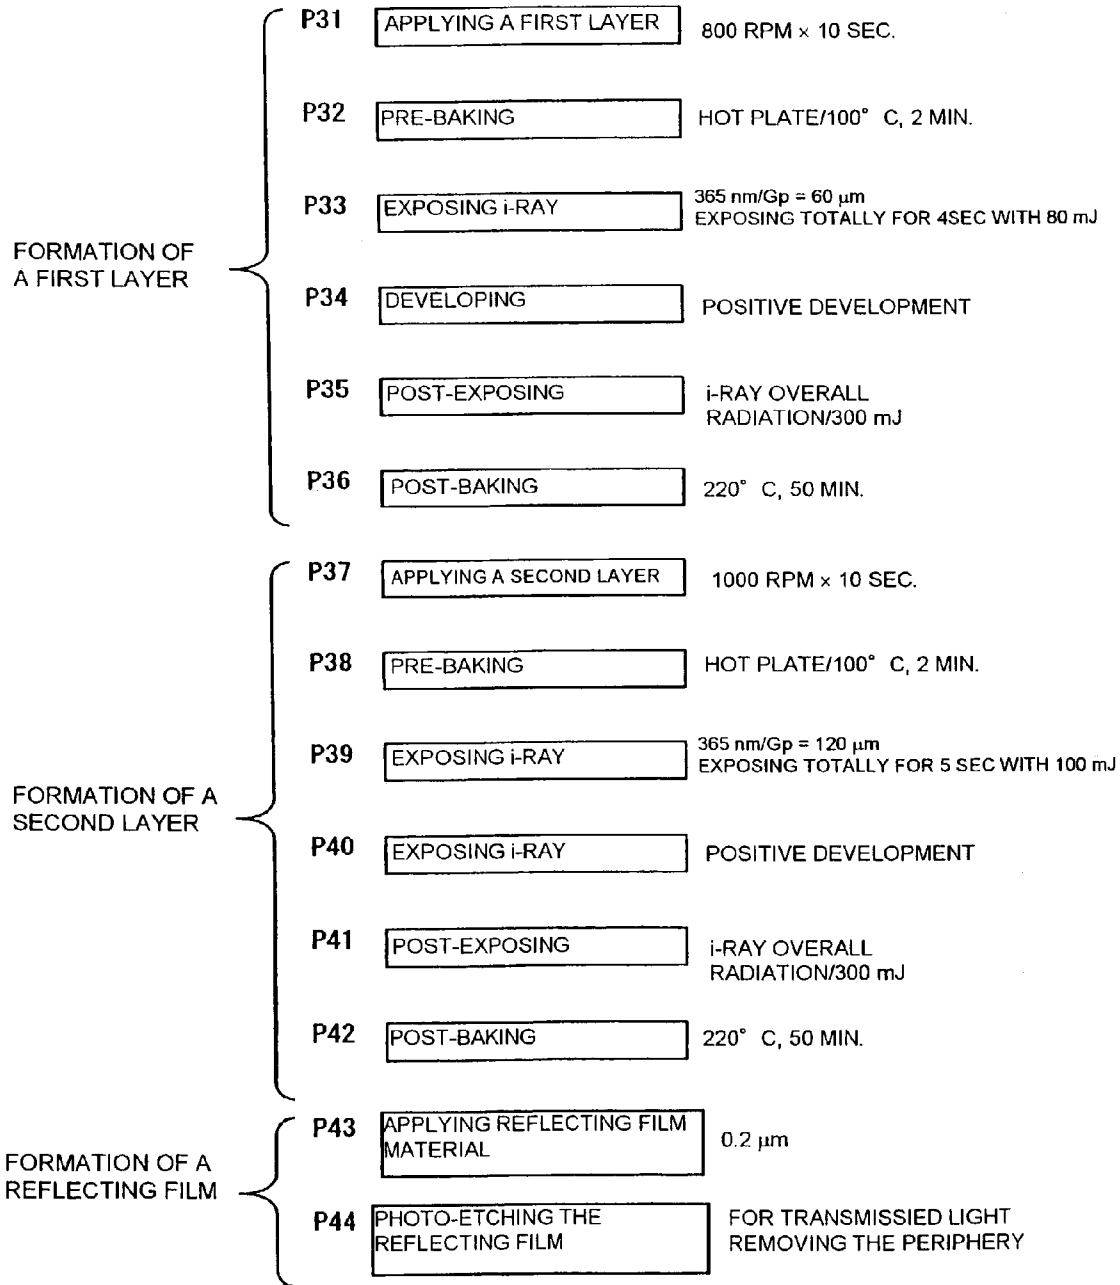 P31 APPLYING A FIRST LAYER 800 RPM × 10 SEC.
P32 PRE-BAKING HOT PLATE/100° C, 2 MIN.
P33 EXPOSING i-RAY 365 nm/Gp = 60 μm
EXPOSING TOTALLY FOR 4SEC WITH 80 mJ
FORMATION OF
A FIRST LAYER
P34 DEVELOPING POSITIVE DEVELOPMENT
P35 POST-EXPOSING i-RAY OVERALL
RADIATION/300 mJ
P36 POST-BAKING 220° C, 50 MIN.
P37 APPLYING A SECOND LAYER 1000 RPM × 10 SEC.
P38 PRE-BAKING HOT PLATE/100° C, 2 MIN.
P39 EXPOSING i-RAY 365 nm/Gp = 120 μm
EXPOSING TOTALLY FOR 5 SEC WITH 100 mJ
FORMATION OF A
SECOND LAYER
P40 EXPOSING i-RAY POSITIVE DEVELOPMENT
P41 POST-EXPOSING i-RAY OVERALL
RADIATION/300 mJ
P42 POST-BAKING 220° C, 50 MIN.
P43 APPLYING REFLECTING FILM
MATERIAL 0.2 μm
FORMATION OF A
REFLECTING FILM
P44 PHOTO-ETCHING THE FOR TRANSMISSIED LIGHT
REFLECTING FILM REMOVING THE PERIPHERY